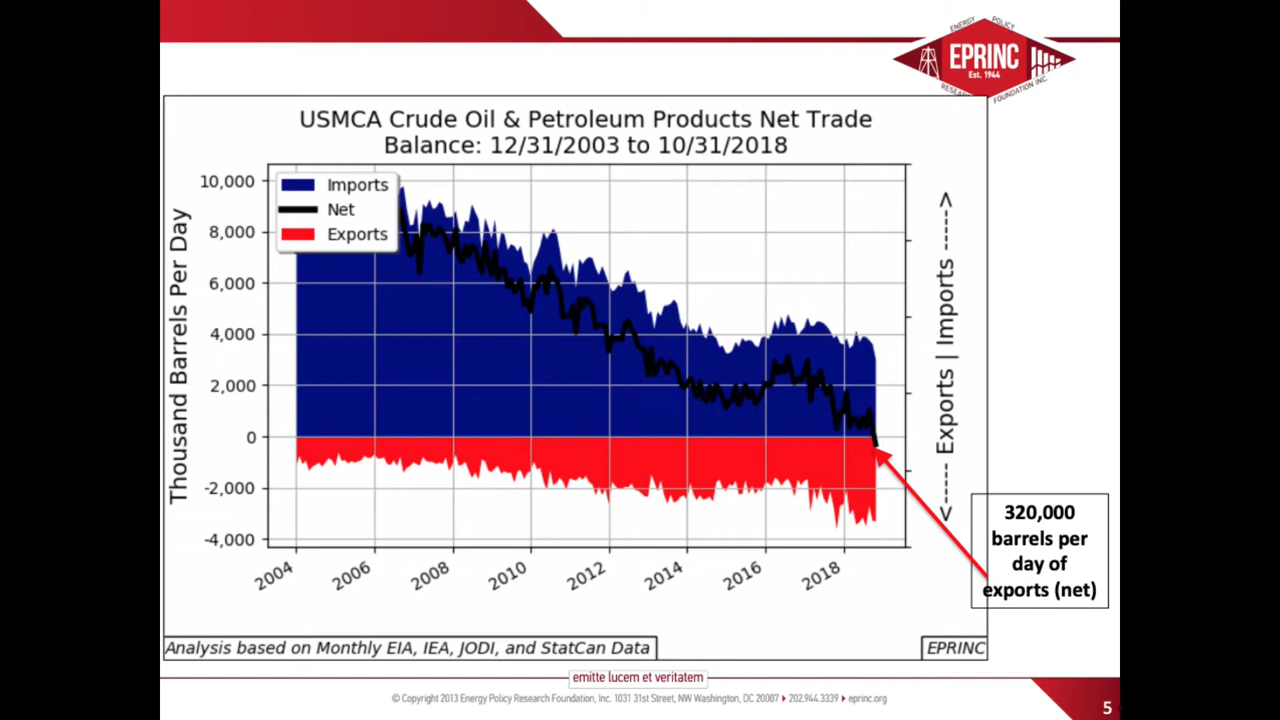 ENERGY POLICY
EPRINC
Est. 1944
RESEARCH FOUNDATION INC.
USMCA Crude Oil & Petroleum Products Net Trade
Balance: 12/31/2003 to 10/31/2018
Imports
Net
Exports
Thousand Barrels Per Day
10,000
8,000
6,000
4,000
2,000
0
-2,000
-4,000
2004
2006
2008
2010
2012
2014
2016
2018
<------ Exports | Imports ------>
320,000
barrels per
day of
exports (net)
Analysis based on Monthly EIA, IEA, JODI, and StatCan Data
EPRINC
emitte lucem et veritatem
© Copyright 2013 Energy Policy Research Foundation, Inc. 1031 31st Street, NW Washington, DC 20007 202.944.3339 eprinc.org
5